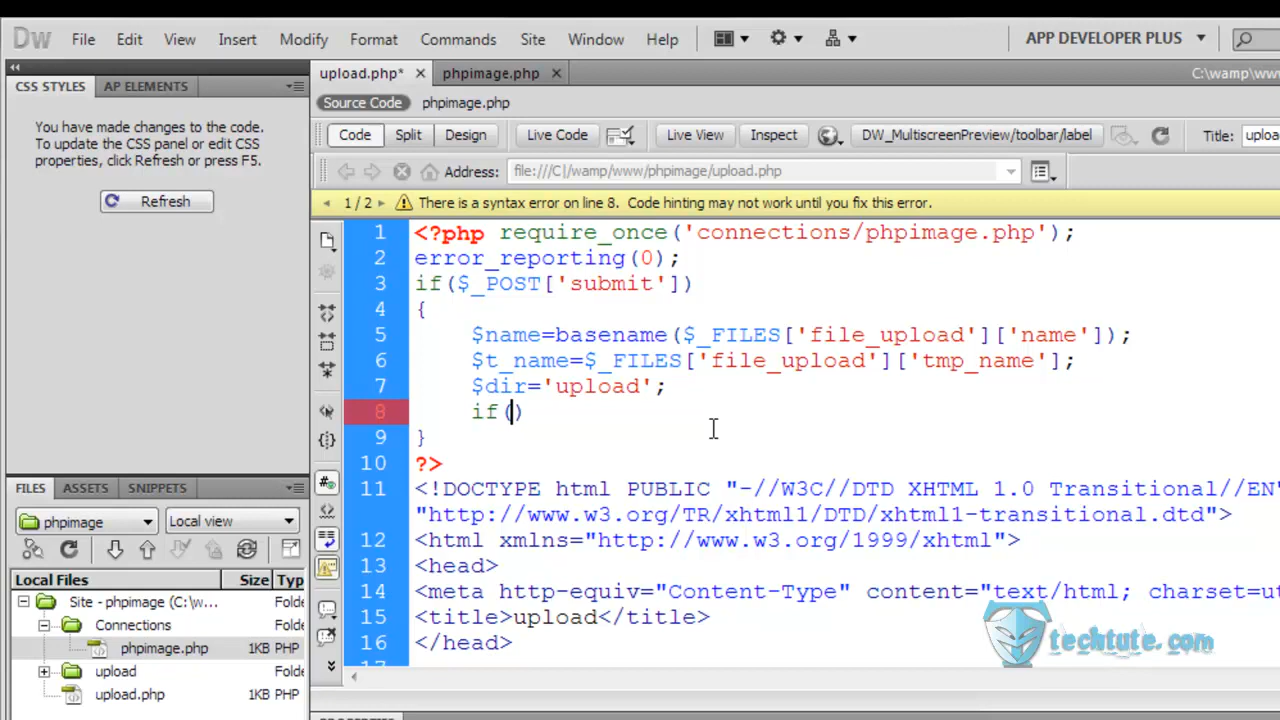 Dw File Edit View Insert Modify Format Commands Site Window Help APP DEVELOPER PLUS
CSS STYLES AP ELEMENTS
You have made changes to the code.
To update the CSS panel or edit CSS
properties, click Refresh or press F5.
Refresh
upload.php* phpimage.php C:\wamp\www
Source Code phpimage.php
Code Split Design Live Code Live View Inspect DW_MultiscreenPreview/toolbar/label Title: uploa
Address: file:///C|/wamp/www/phpimage/upload.php
1 / 2 There is a syntax error on line 8. Code hinting may not work until you fix this error.
1 <?php require_once('connections/phpimage.php');
2 error_reporting(0);
3 if($_POST['submit'])
4 {
5 $name=basename($_FILES['file_upload']['name']);
6 $t_name=$_FILES['file_upload']['tmp_name'];
7 $dir='upload';
8 if()
9 }
10 ?>
11 <!DOCTYPE html PUBLIC "-//W3C//DTD XHTML 1.0 Transitional//EN"
"http://www.w3.org/TR/xhtml1/DTD/xhtml1-transitional.dtd">
12 <html xmlns="http://www.w3.org/1999/xhtml">
13 <head>
14 <meta http-equiv="Content-Type" content="text/html; charset=ut
15 <title>upload</title>
16 </head>
FILES ASSETS SNIPPETS
phpimage Local view
Local Files Size Typ
Site - phpimage (C:\w... Folde
Connections Folde
phpimage.php 1KB PHP
upload Folde
upload.php 1KB PHP
techtute.com